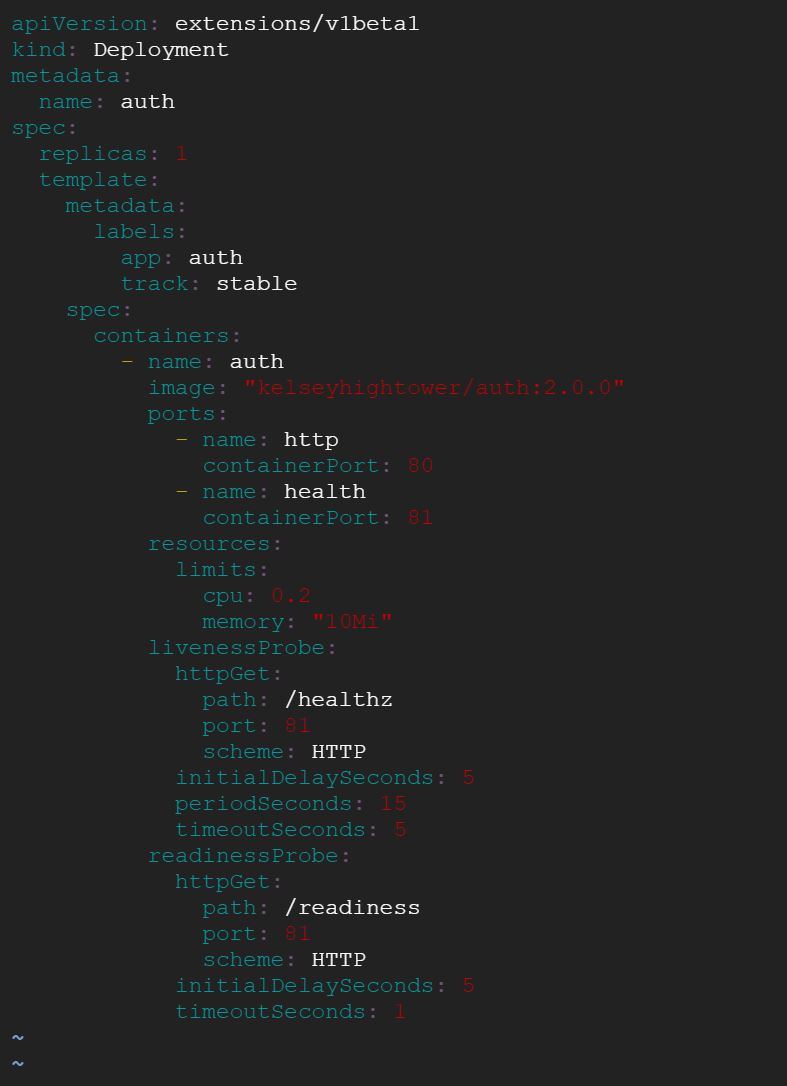 apiVersion: extensions/v1beta1
kind: Deployment
metadata:
  name: auth
spec:
  replicas: 1
  template:
    metadata:
      labels:
        app: auth
        track: stable
    spec:
      containers:
        - name: auth
          image: "kelseyhightower/auth:2.0.0"
          ports:
            - name: http
              containerPort: 80
            - name: health
              containerPort: 81
          resources:
            limits:
              cpu: 0.2
              memory: "10Mi"
          livenessProbe:
            httpGet:
              path: /healthz
              port: 81
              scheme: HTTP
            initialDelaySeconds: 5
            periodSeconds: 15
            timeoutSeconds: 5
          readinessProbe:
            httpGet:
              path: /readiness
              port: 81
              scheme: HTTP
            initialDelaySeconds: 5
            timeoutSeconds: 1
~
~